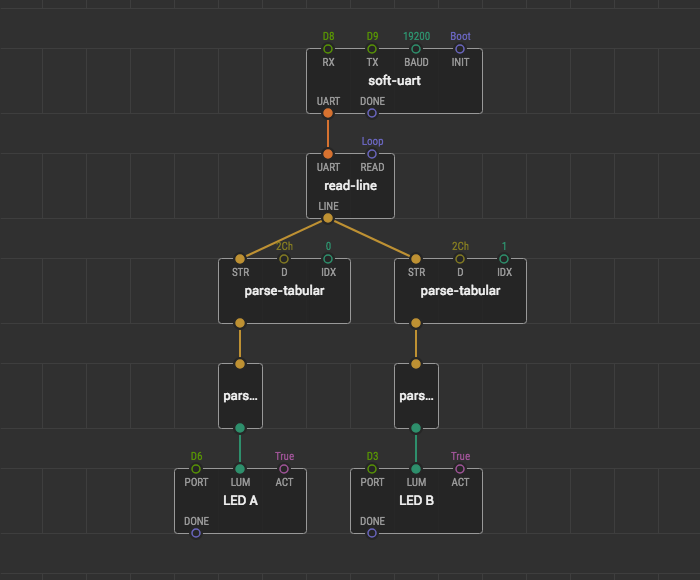 D8 D9 19200 Boot
RX TX BAUD INIT
soft-uart
UART DONE
Loop
UART READ
read-line
LINE
2Ch 0 2Ch 1
STR D IDX STR D IDX
parse-tabular parse-tabular
pars... pars...
D6 True D3 True
PORT LUM ACT PORT LUM ACT
LED A LED B
DONE DONE